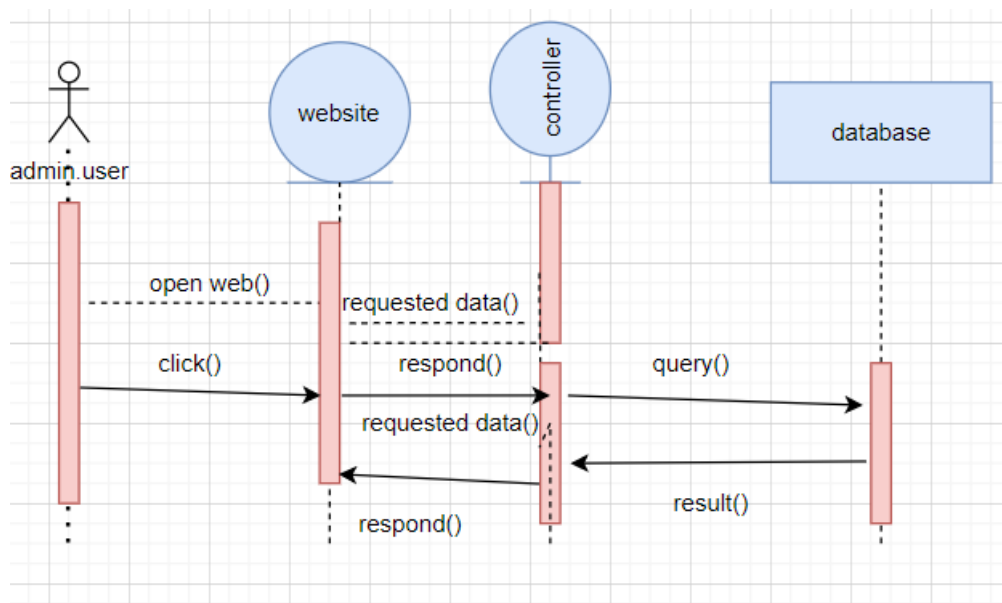 website
controller
database
admin.user
open web()
requested data()
click()
respond()
query()
requested data()
result()
respond()